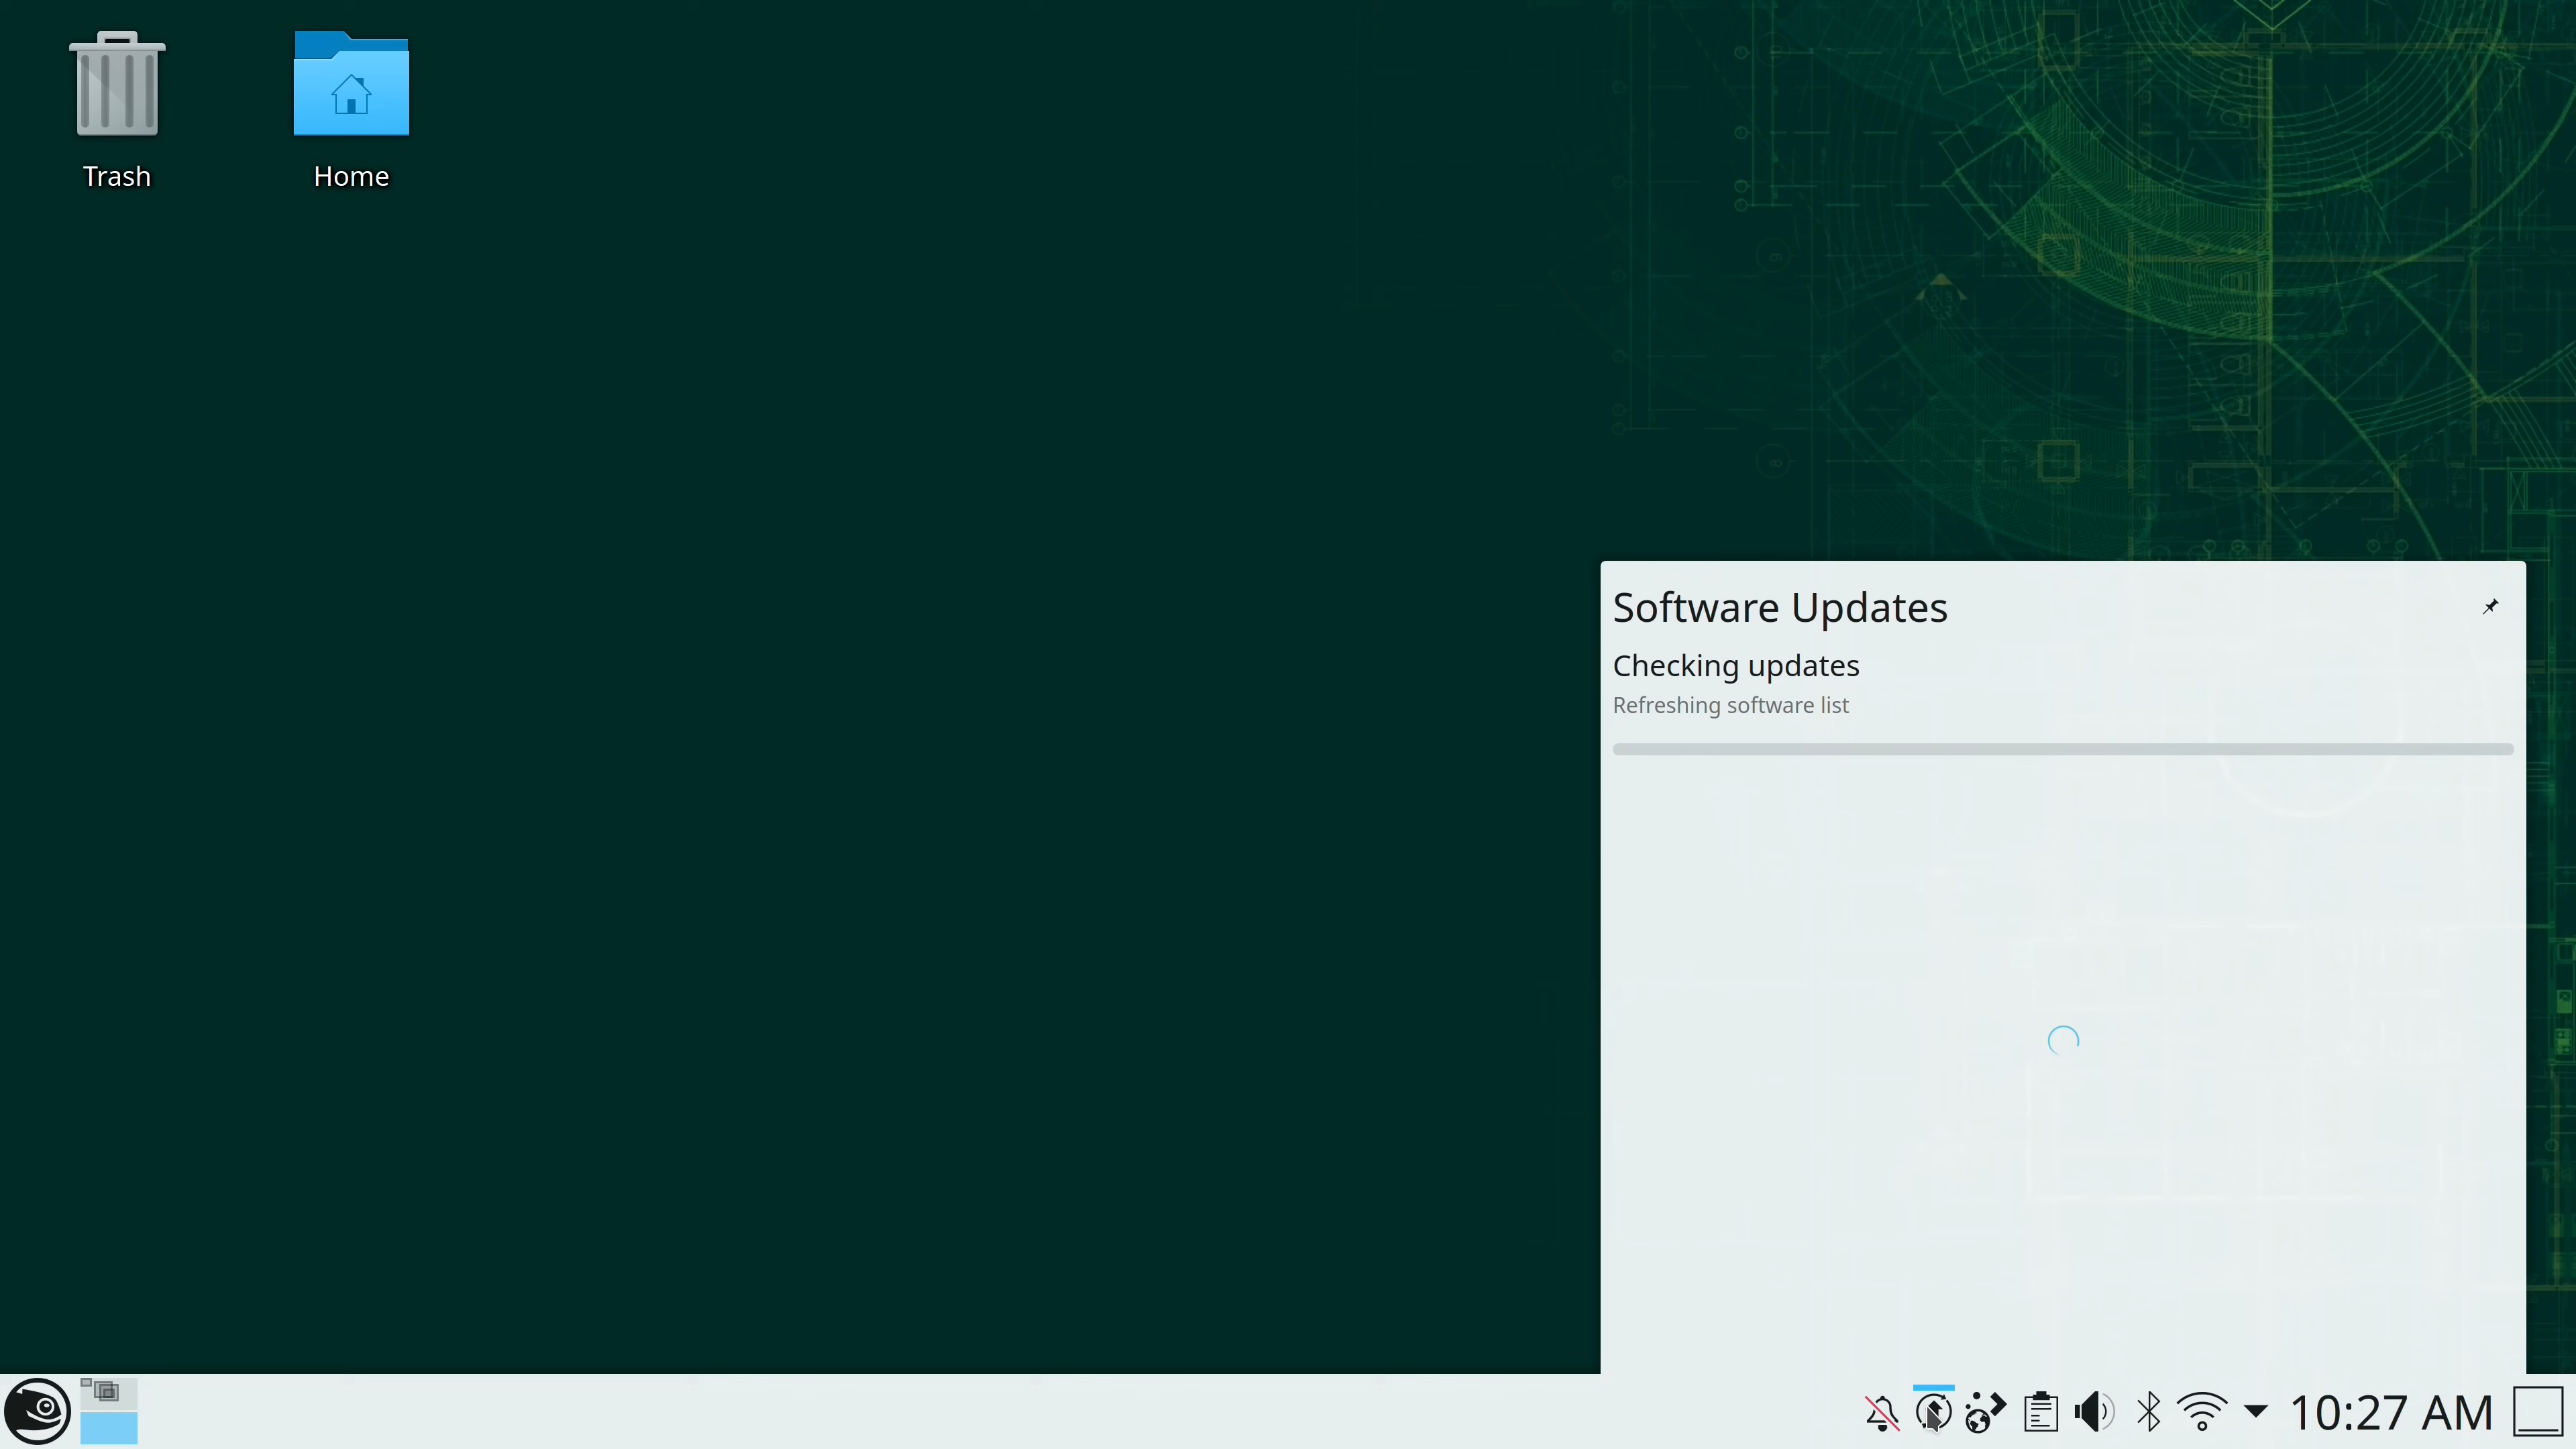 Trash
Home
Software Updates
Checking updates
Refreshing software list
10:27 AM